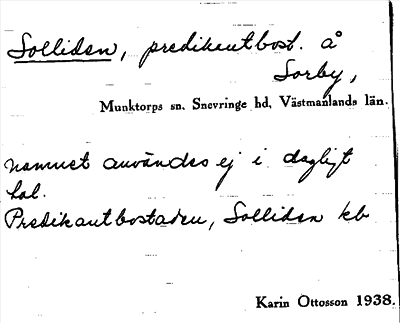 Solliden, predikantbost. å
Sorby,
Munktorps sn, Snevringe hd, Västmanlands län.
namnet användes ej i dagligt
tal.
Predikantbostaden, Solliden kb
Karin Ottosson 1938.